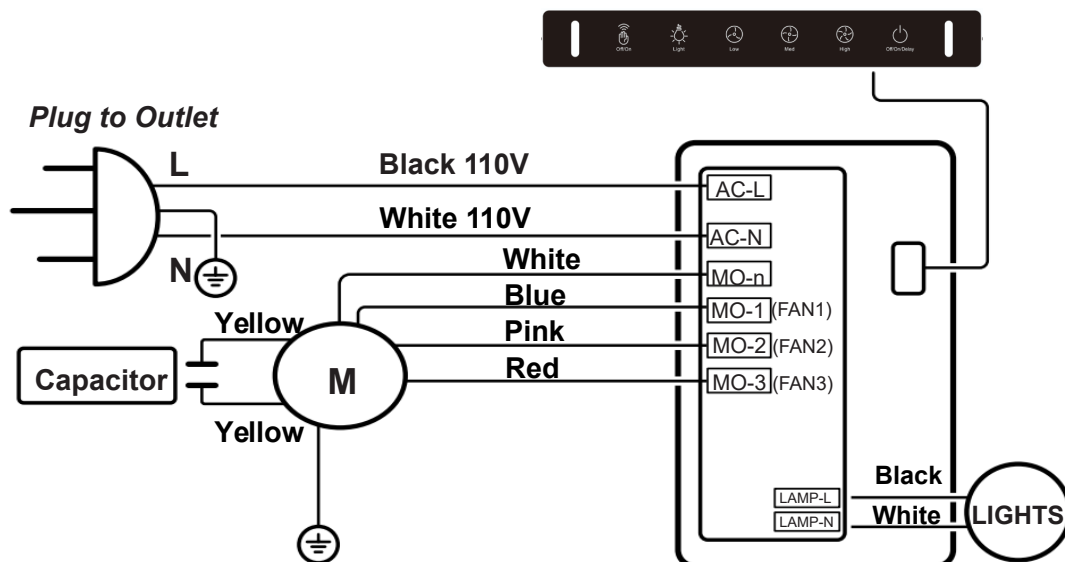 Off/On
Light
Low
Med
High
Off/On/Delay
Plug to Outlet
L
Black 110V
AC-L
White 110V
AC-N
N
White
MO-n
Blue
MO-1 (FAN1)
Yellow
Pink
MO-2 (FAN2)
Capacitor
M
Red
MO-3 (FAN3)
Yellow
Black
LAMP-L
White
LAMP-N
LIGHTS